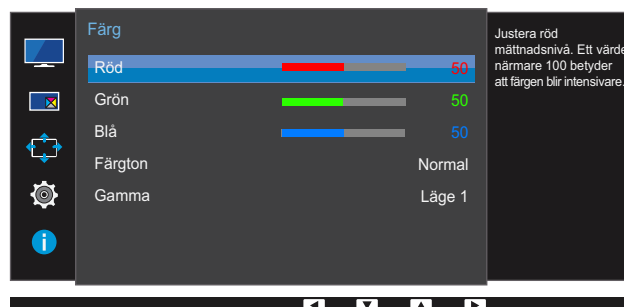 Färg
Röd 50
Grön 50
Blå 50
Färgton Normal
Gamma Läge 1
Justera röd
mättnadsnivå. Ett värde
närmare 100 betyder
att färgen blir intensivare.